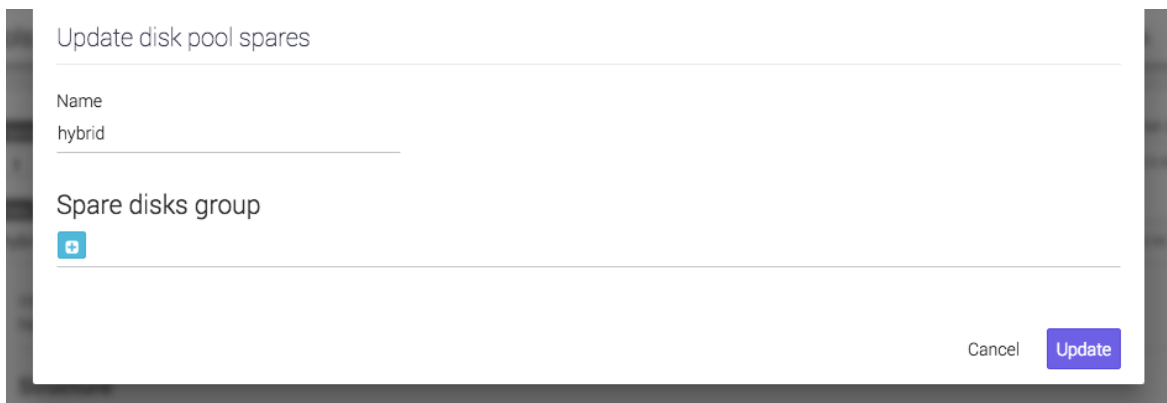 Update disk pool spares
Name
hybrid
Spare disks group
Cancel Update